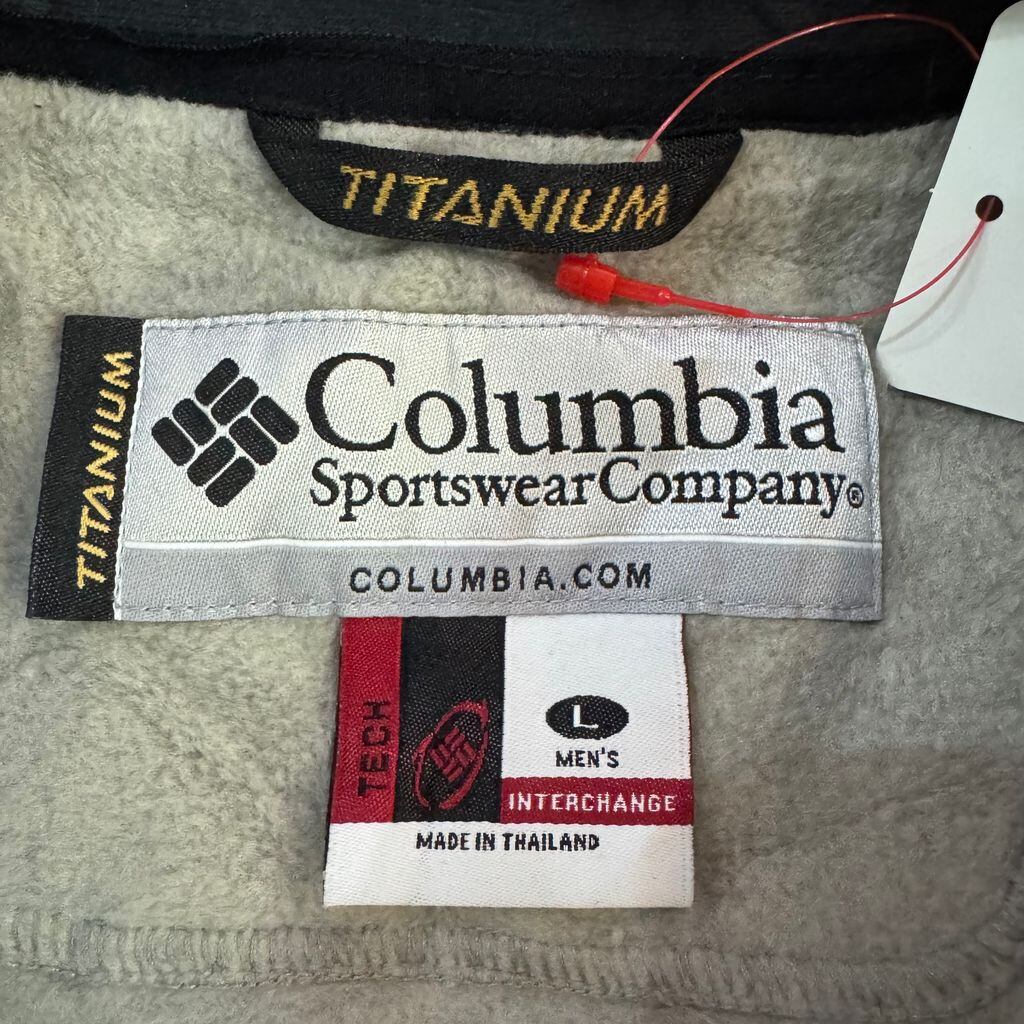 TITANIUM
TITANIUM
Columbia
Sportswear Company®
COLUMBIA.COM
TECH
L
MEN'S
INTERCHANGE
MADE IN THAILAND